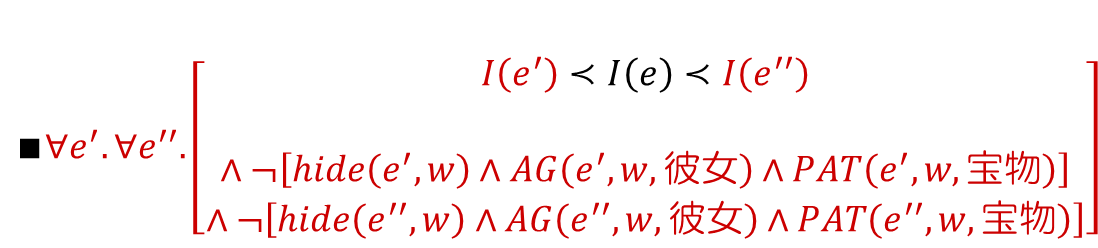 I(e′) ≺ I(e) ≺ I(e′′)
■∀e′.∀e′′.
∧ ¬[hide(e′, w) ∧ AG(e′, w, 彼女) ∧ PAT(e′, w, 宝物)]
∧ ¬[hide(e′′, w) ∧ AG(e′′, w, 彼女) ∧ PAT(e′′, w, 宝物)]